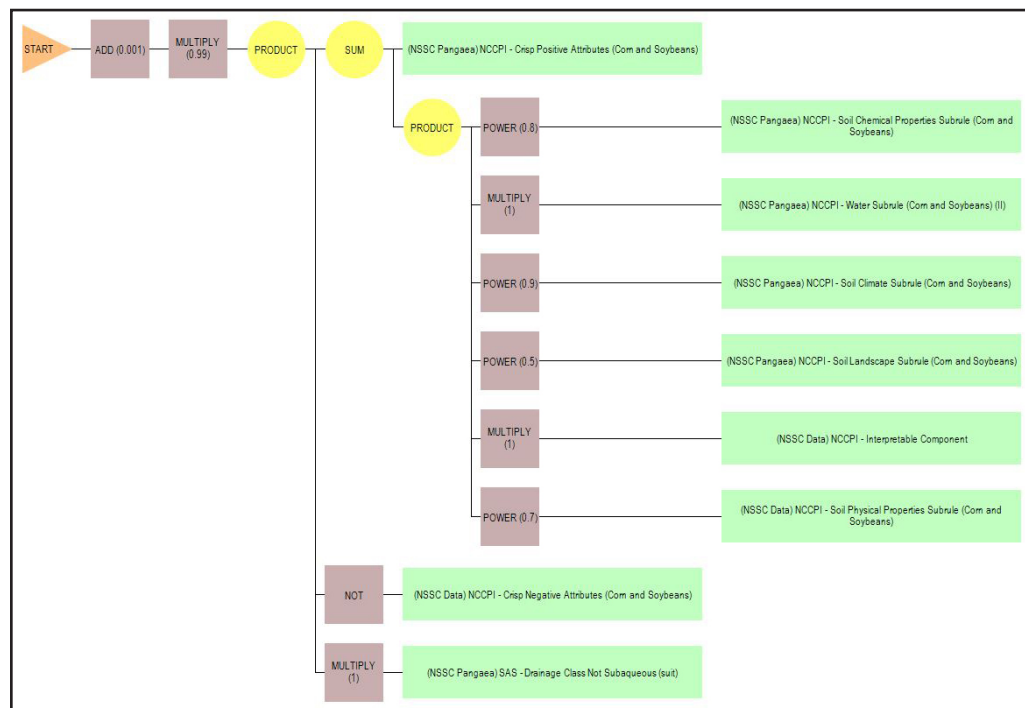 START
ADD (0.001)
MULTIPLY
(0.99)
PRODUCT
SUM
(NSSC Pangaea) NCCPI - Crisp Positive Attributes (Corn and Soybeans)
PRODUCT
POWER (0.8)
(NSSC Pangaea) NCCPI - Soil Chemical Properties Subrule (Corn and
Soybeans)
MULTIPLY
(1)
(NSSC Pangaea) NCCPI - Water Subrule (Corn and Soybeans) (II)
POWER (0.9)
(NSSC Pangaea) NCCPI - Soil Climate Subrule (Corn and Soybeans)
POWER (0.5)
(NSSC Pangaea) NCCPI - Soil Landscape Subrule (Corn and Soybeans)
MULTIPLY
(1)
(NSSC Data) NCCPI - Interpretable Component
POWER (0.7)
(NSSC Data) NCCPI - Soil Physical Properties Subrule (Corn and
Soybeans)
NOT
(NSSC Data) NCCPI - Crisp Negative Attributes (Corn and Soybeans)
MULTIPLY
(1)
(NSSC Pangaea) SAS - Drainage Class Not Subaqueous (suit)